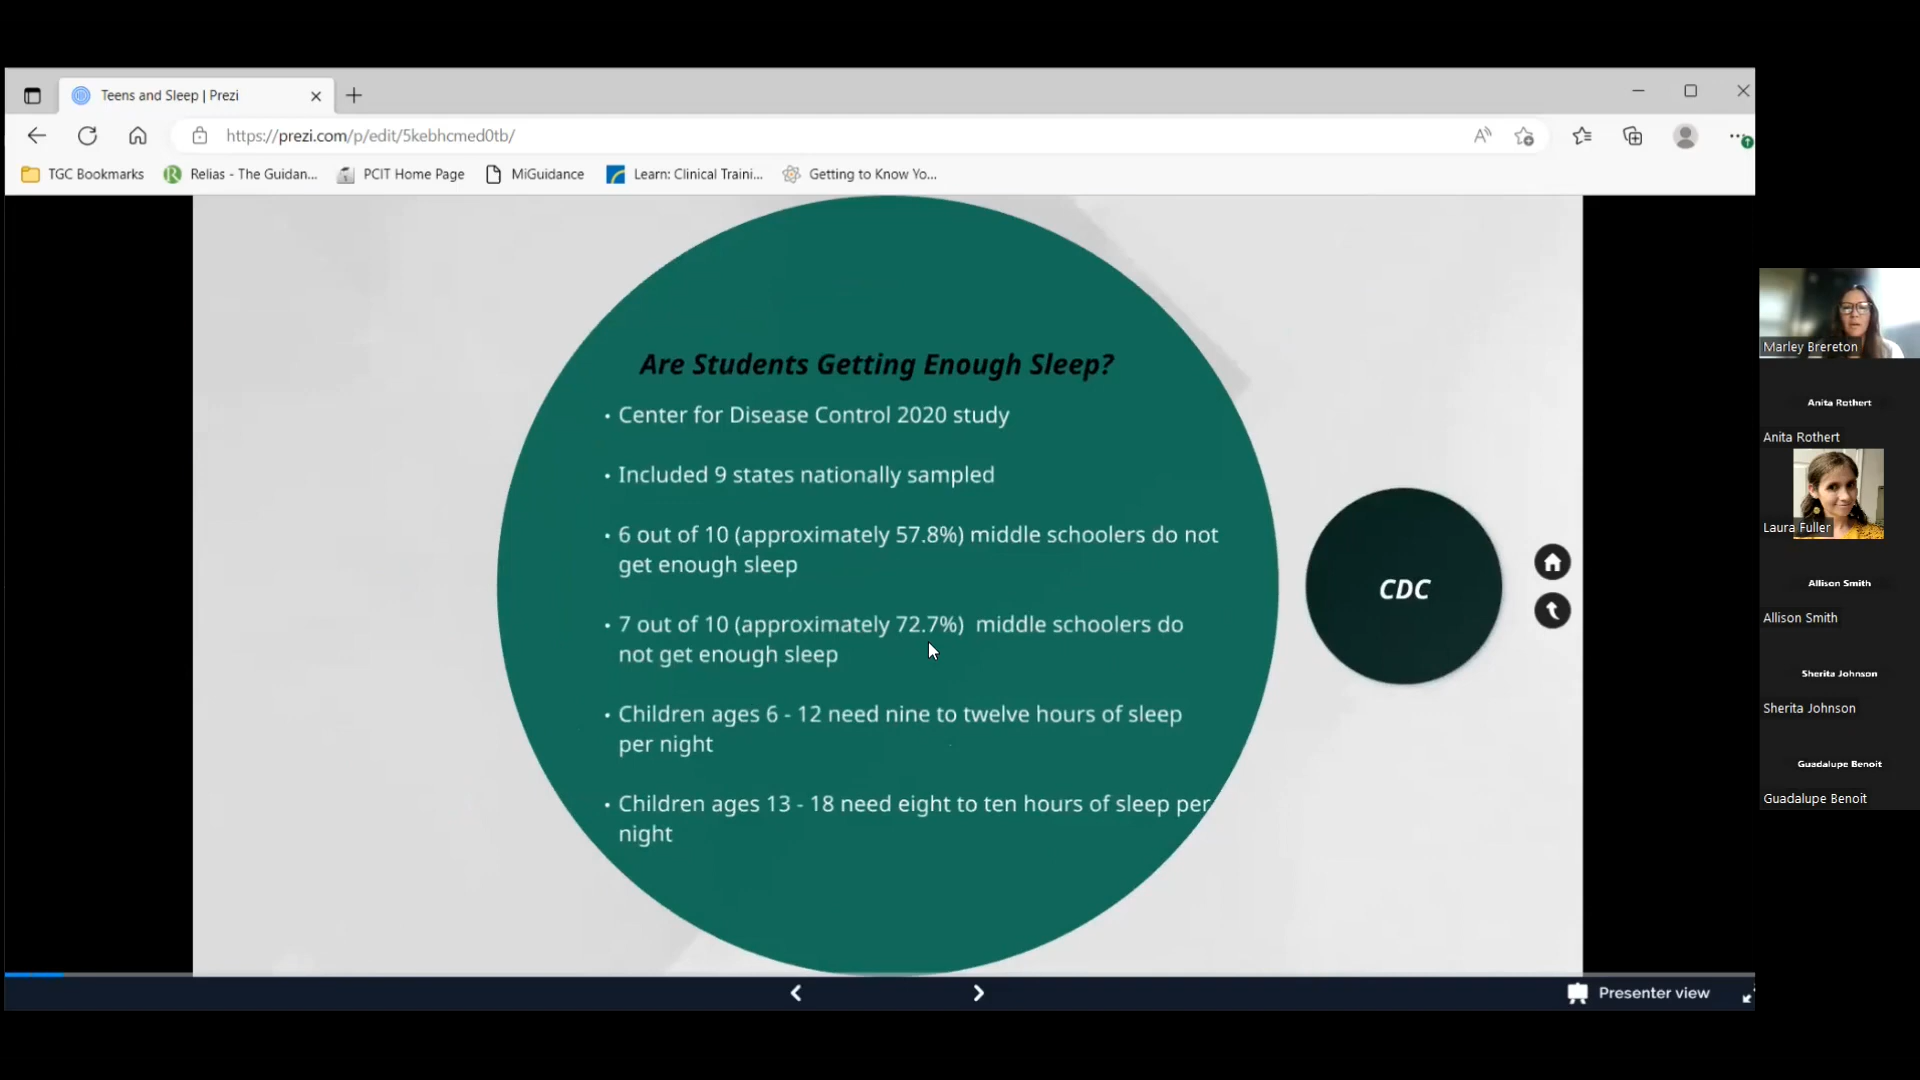 Teens and Sleep | Prezi
https://prezi.com/p/edit/5kebhcmed0tb/
TGC Bookmarks
Relias - The Guidan...
PCIT Home Page
MiGuidance
Learn: Clinical Traini...
Getting to Know Yo...
Are Students Getting Enough Sleep?
• Center for Disease Control 2020 study
• Included 9 states nationally sampled
• 6 out of 10 (approximately 57.8%) middle schoolers do not
get enough sleep
• 7 out of 10 (approximately 72.7%) middle schoolers do
not get enough sleep
• Children ages 6 - 12 need nine to twelve hours of sleep
per night
• Children ages 13 - 18 need eight to ten hours of sleep per
night
CDC
Presenter view
Marley Brereton
Anita Rothert
Anita Rothert
Laura Fuller
Allison Smith
Allison Smith
Sherita Johnson
Sherita Johnson
Guadalupe Benoit
Guadalupe Benoit